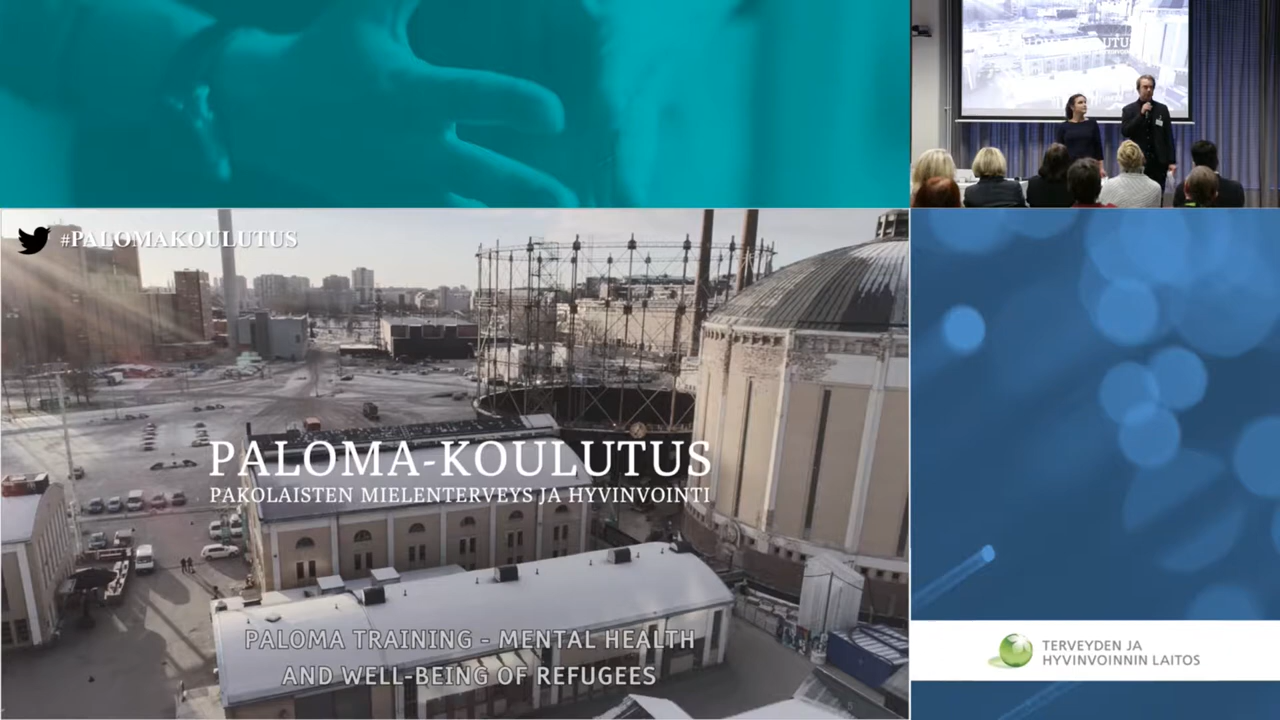 #PALOMAKOULUTUS
PALOMA-KOULUTUS
PAKOLAISTEN MIELENTERVEYS JA HYVINVOINTI
PALOMA TRAINING - MENTAL HEALTH
AND WELL-BEING OF REFUGEES
TERVEYDEN JA
HYVINVOINNIN LAITOS